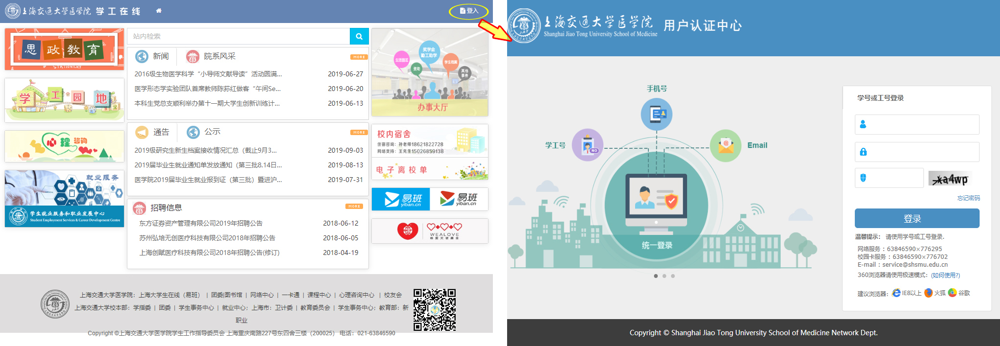 上海交通大学医学院 学工在线
登入
思政教育
STATIONERY
学工园地
心理咨询
就业服务
学生就业服务和职业发展中心
Student Employment Services & Career Development Centre
站内检索
新闻 院系风采 MORE
2016级生物医学科学“小导师文献导读”活动圆满... 2019-06-27
医学形态学实验团队首席教师陈荪红做客“午间Se... 2019-06-20
本科生党总支顺利举办第十一期大学生创新训练计... 2019-06-13
通告 公示 MORE
2019级研究生新生档案接收情况汇总（截止9月3... 2019-09-03
2019届毕业生就业通知单发放通知（第三批8.14日... 2019-08-13
医学院2019届毕业生就业报到证（第三批）暨进沪... 2019-07-31
招聘信息 MORE
东方证券资产管理有限公司2019年招聘公告 2018-06-12
苏州弘培无创医疗科技有限公司2018年招聘公告 2018-06-05
上海创赋医疗科技有限公司2018年招聘公告(修订) 2018-04-19
奖学金
勤工助学
生活园区
资助
学生档案
其他
事务
办事大厅
校内宿舍
住宿咨询：孙老师18621822728
网络支持：王先生15026859138
电子离校单
易班
yiban.cn
易班
yiban.cn
WEALOVE
唯爱天使基金
上海交通大学医学院：上海大学生在线（易班） | 团委|图书馆 | 网络中心 | 一卡通 | 课程中心 | 心理咨询中心 | 校友会
上海交通大学校本部：学指委 | 团委 | 学生事务中心 | 就业中心；上海市：卫计委 | 教育委员会 | 学生事务中心；教育部：新
职业
Copyright ©上海交通大学医学院学生工作指导委员会 上海重庆南路227号东四舍三楼（200025） 电话：021-63846590
上海交通大学医学院 用户认证中心
Shanghai Jiao Tong University School of Medicine
手机号
学工号
NO
Email
统一登录
学号或工号登录
xa4wp
忘记密码
登录
温馨提示： 请使用学号或工号登录.
网络服务：63846590×776295
校园卡服务：63846590×776702
E-mail：service@shsmu.edu.cn
360浏览器请使用极速模式：(如何使用?)
建议浏览器： IE8以上 火狐 谷歌
Copyright © Shanghai Jiao Tong University School of Medicine Network Dept.